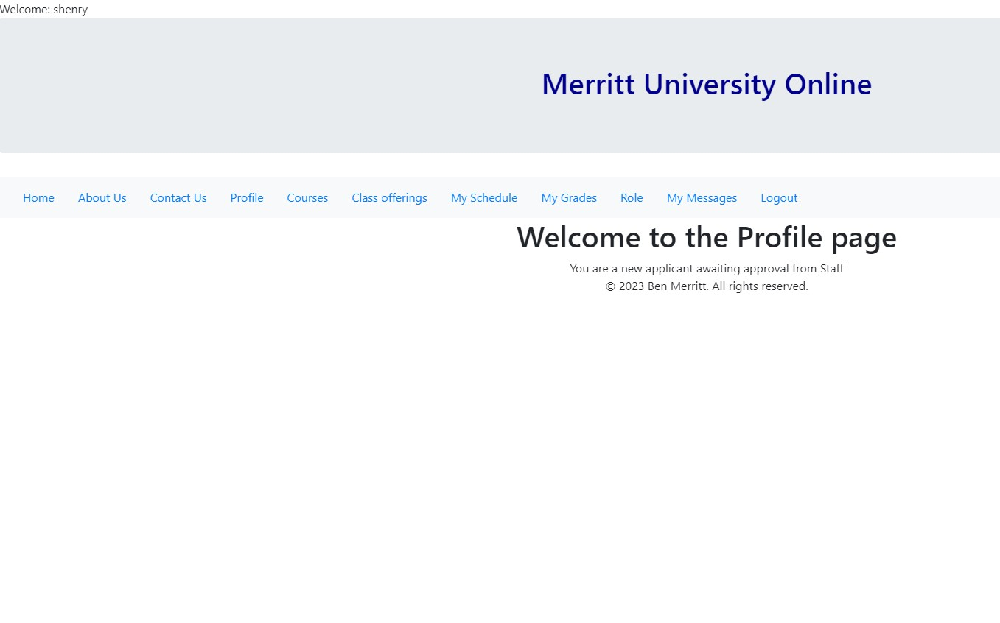 Welcome: shenry
Merritt University Online
Home About Us Contact Us Profile Courses Class offerings My Schedule My Grades Role My Messages Logout
Welcome to the Profile page
You are a new applicant awaiting approval from Staff
© 2023 Ben Merritt. All rights reserved.